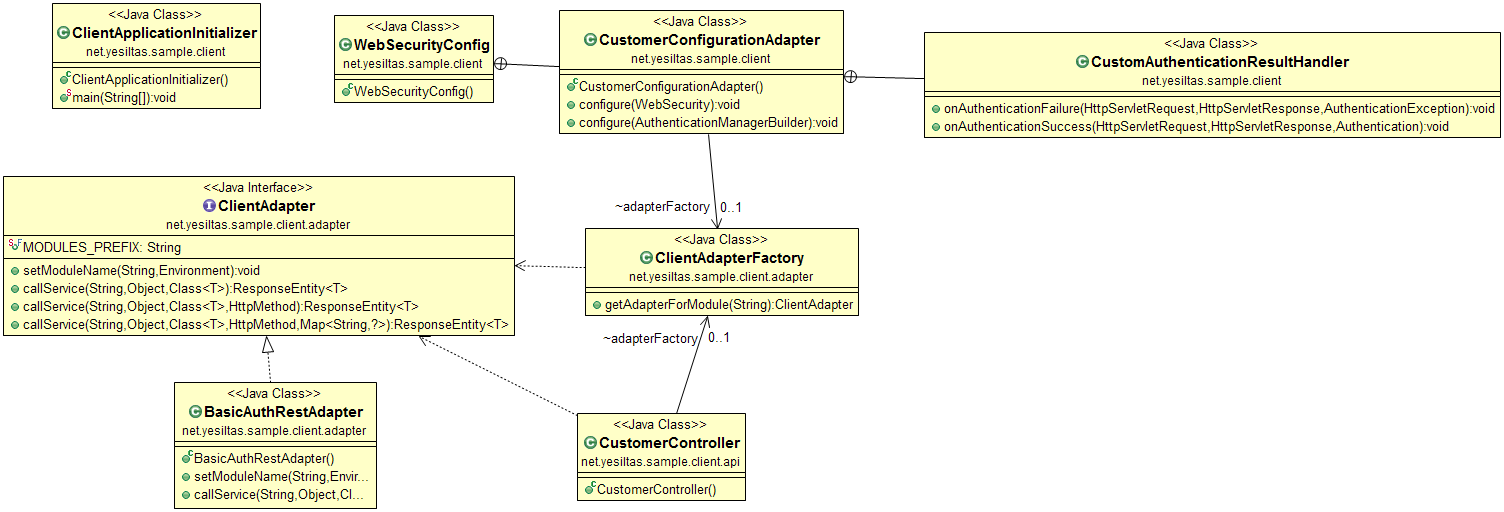 <<Java Class>>
ClientApplicationInitializer
net.yesiltas.sample.client
ClientApplicationInitializer()
main(String[]):void
<<Java Class>>
WebSecurityConfig
net.yesiltas.sample.client
WebSecurityConfig()
<<Java Class>>
CustomerConfigurationAdapter
net.yesiltas.sample.client
CustomerConfigurationAdapter()
configure(WebSecurity):void
configure(AuthenticationManagerBuilder):void
<<Java Class>>
CustomAuthenticationResultHandler
net.yesiltas.sample.client
onAuthenticationFailure(HttpServletRequest,HttpServletResponse,AuthenticationException):void
onAuthenticationSuccess(HttpServletRequest,HttpServletResponse,Authentication):void
<<Java Interface>>
ClientAdapter
net.yesiltas.sample.client.adapter
MODULES_PREFIX: String
setModuleName(String,Environment):void
callService(String,Object,Class<T>):ResponseEntity<T>
callService(String,Object,Class<T>,HttpMethod):ResponseEntity<T>
callService(String,Object,Class<T>,HttpMethod,Map<String,?>):ResponseEntity<T>
~adapterFactory 0..1
<<Java Class>>
ClientAdapterFactory
net.yesiltas.sample.client.adapter
getAdapterForModule(String):ClientAdapter
~adapterFactory 0..1
<<Java Class>>
BasicAuthRestAdapter
net.yesiltas.sample.client.adapter
BasicAuthRestAdapter()
setModuleName(String,Envir...
callService(String,Object,Cl...
<<Java Class>>
CustomerController
net.yesiltas.sample.client.api
CustomerController()